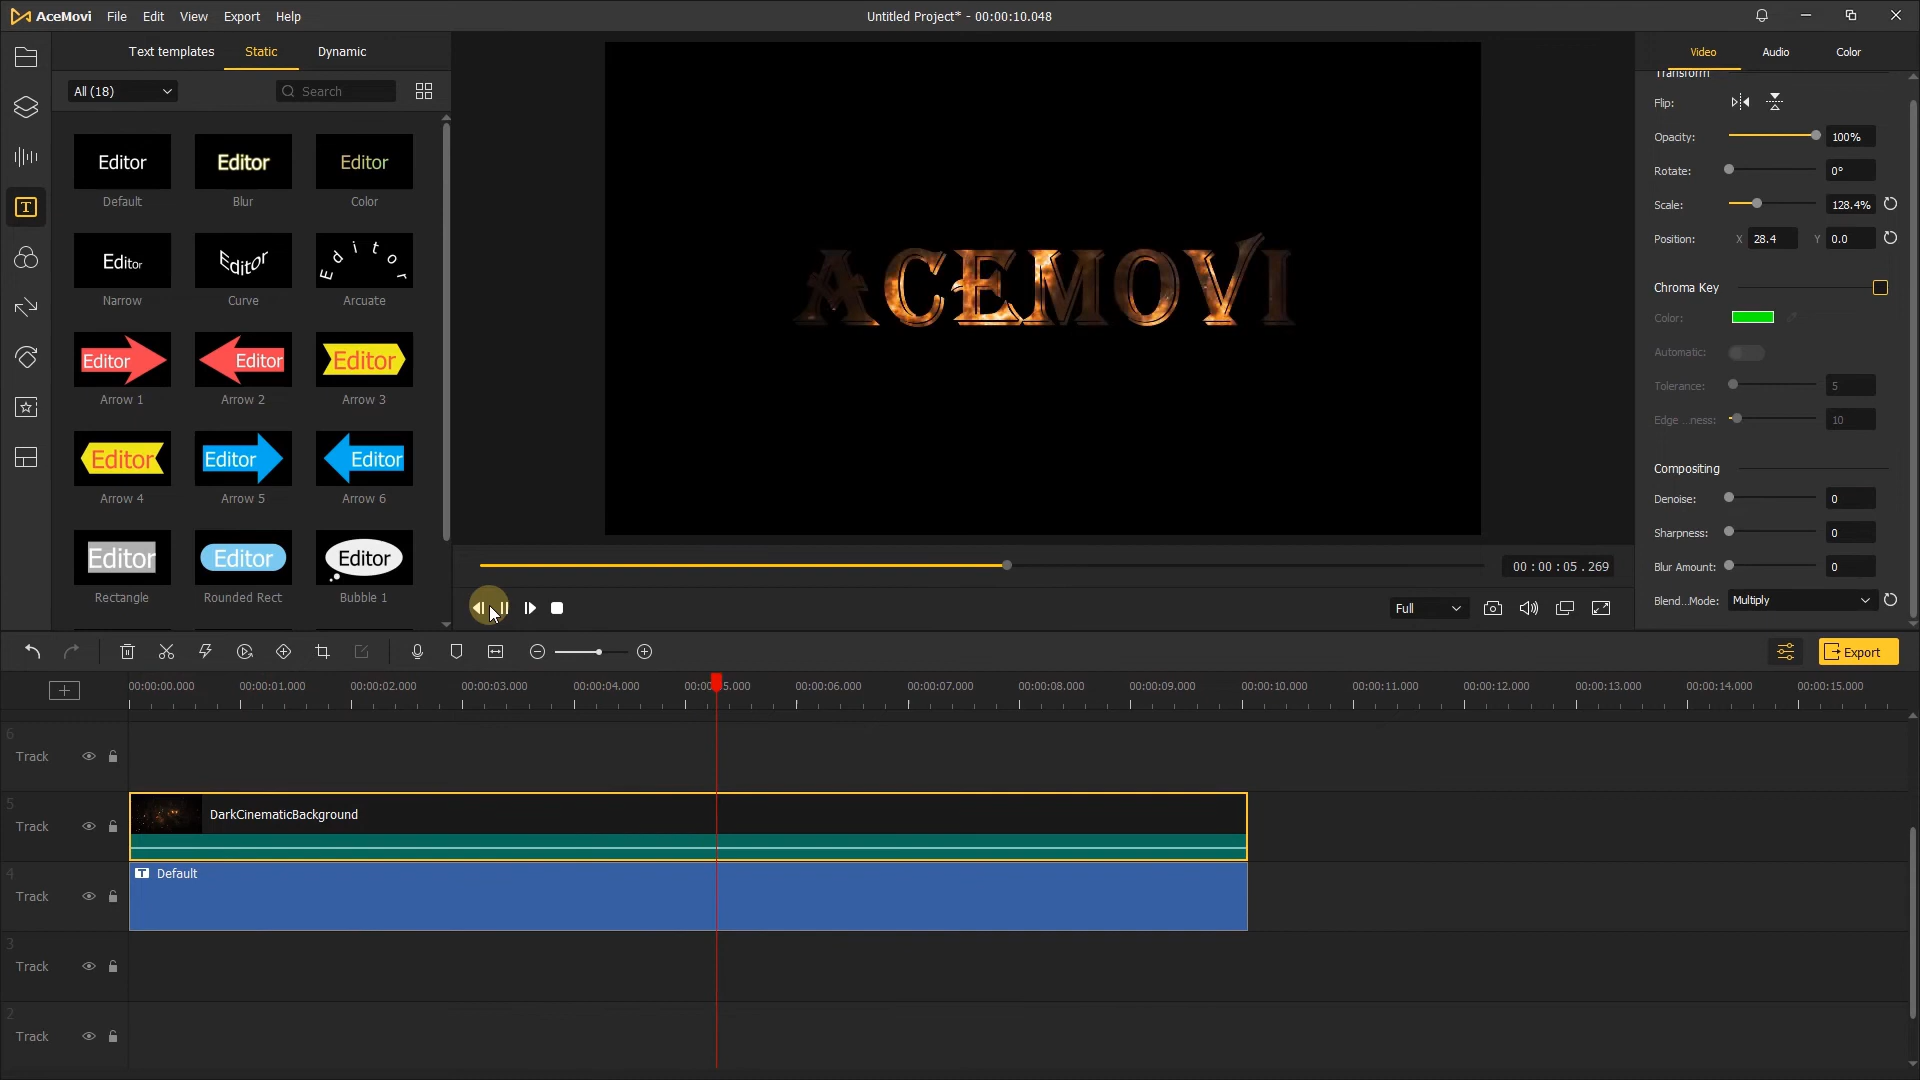 AceMovi File Edit View Export Help Untitled Project* - 00:00:10.048
Text templates Static Dynamic
All (18) Search
Editor Editor Editor
Default Blur Color
Editor Editor Editor
Narrow Curve Arcuate
Editor Editor Editor
Arrow 1 Arrow 2 Arrow 3
Editor Editor Editor
Arrow 4 Arrow 5 Arrow 6
Editor Editor Editor
Rectangle Rounded Rect Bubble 1
ACEMOVI
00 : 00 : 05 . 269
Full
Video Audio Color
Transform
Flip:
Opacity: 100%
Rotate: 0°
Scale: 128.4%
Position: X 28.4 Y 0.0
Chroma Key
Color:
Automatic:
Tolerance: 5
Edge ...ness: 10
Compositing
Denoise: 0
Sharpness: 0
Blur Amount: 0
Blend...Mode: Multiply
T Export
00:00:00.000 00:00:01.000 00:00:02.000 00:00:03.000 00:00:04.000 00:00:05.000 00:00:06.000 00:00:07.000 00:00:08.000 00:00:09.000 00:00:10.000 00:00:11.000 00:00:12.000 00:00:13.000 00:00:14.000 00:00:15.000
6
Track
5
Track DarkCinematicBackground
4
Track T Default
3
Track
2
Track